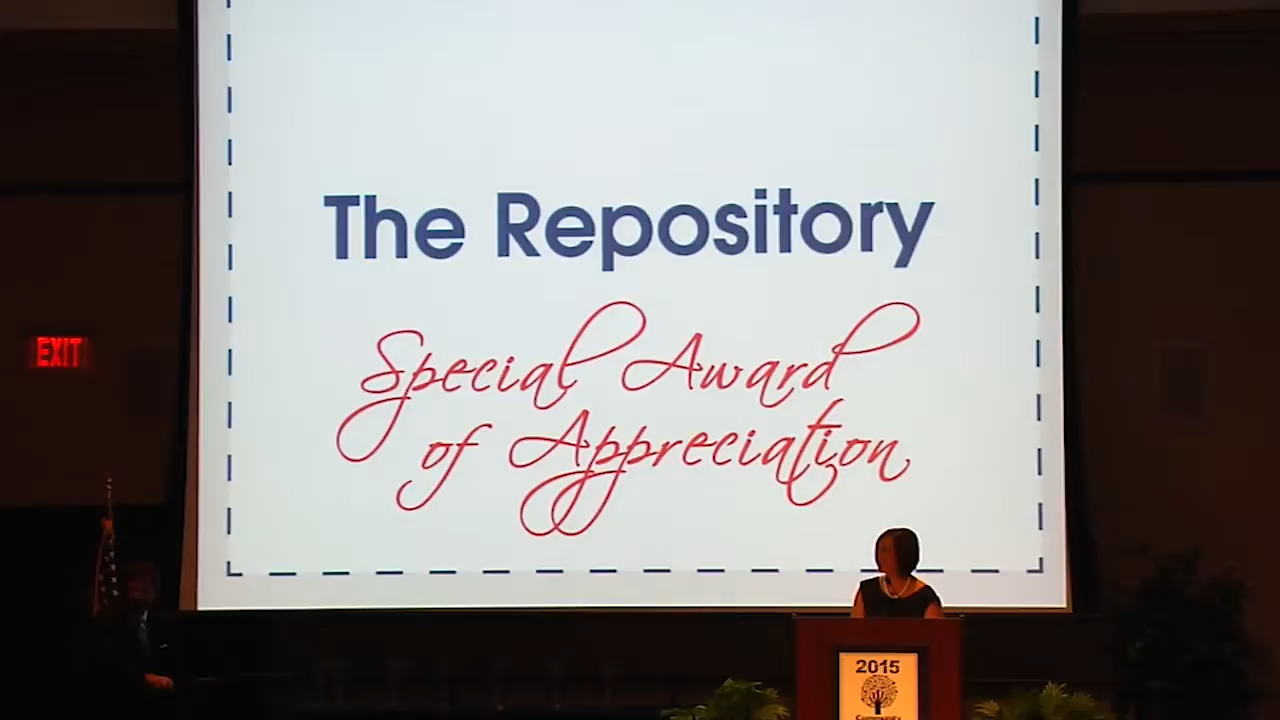 The Repository
Special Award
of Appreciation
EXIT
2015